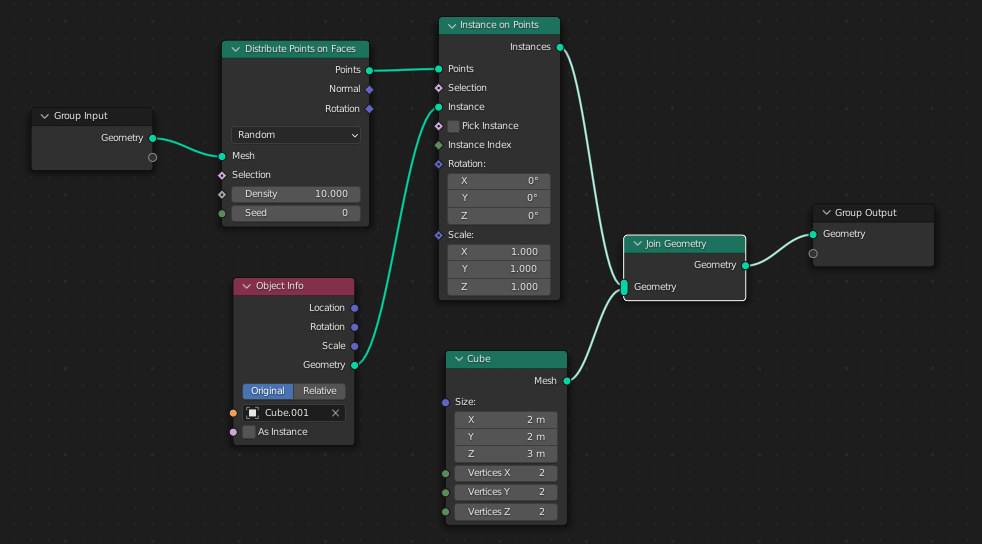 Group Input
Geometry
Distribute Points on Faces
Points
Normal
Rotation
Random
Mesh
Selection
Density 10.000
Seed 0
Object Info
Location
Rotation
Scale
Geometry
Original Relative
Cube.001
As Instance
Instance on Points
Instances
Points
Selection
Instance
Pick Instance
Instance Index
Rotation:
X 0°
Y 0°
Z 0°
Scale:
X 1.000
Y 1.000
Z 1.000
Cube
Mesh
Size:
X 2 m
Y 2 m
Z 3 m
Vertices X 2
Vertices Y 2
Vertices Z 2
Join Geometry
Geometry
Geometry
Group Output
Geometry